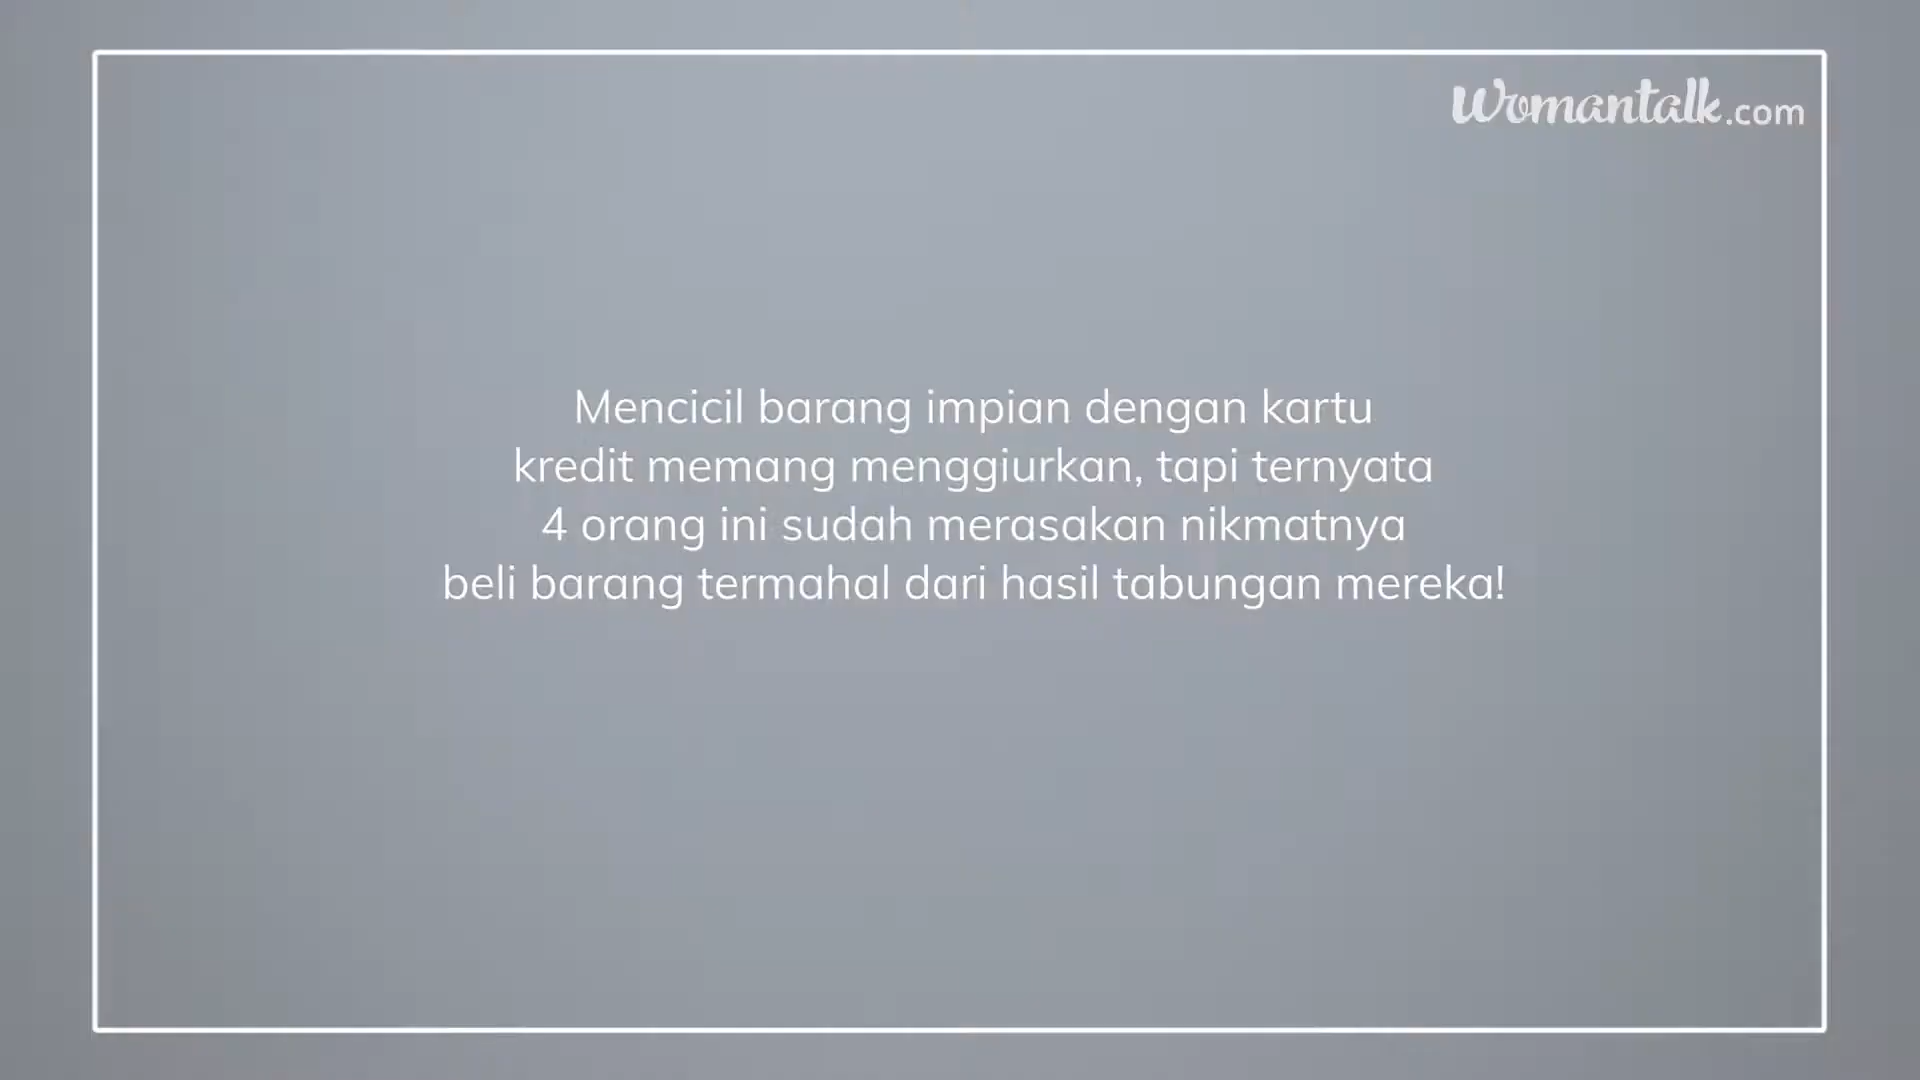 Womantalk.com
Mencicil barang impian dengan kartu
kredit memang menggiurkan, tapi ternyata
4 orang ini sudah merasakan nikmatnya
beli barang termahal dari hasil tabungan mereka!